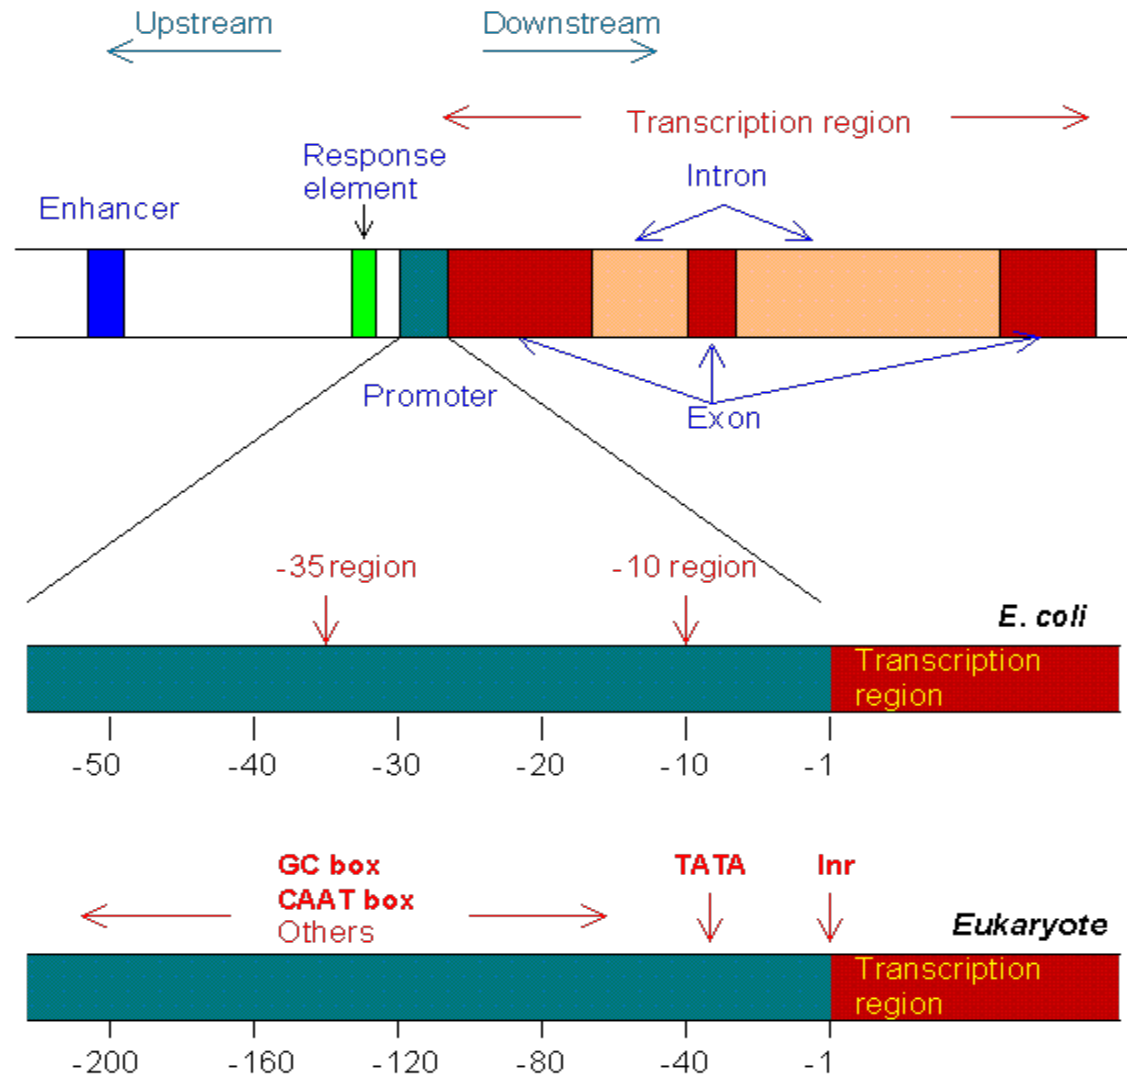 Upstream
Downstream
Transcription region
Response
element
Intron
Enhancer
Promoter
Exon
-35 region
-10 region
E. coli
Transcription
region
-50
-40
-30
-20
-10
-1
GC box
CAAT box
Others
TATA
Inr
Eukaryote
Transcription
region
-200
-160
-120
-80
-40
-1